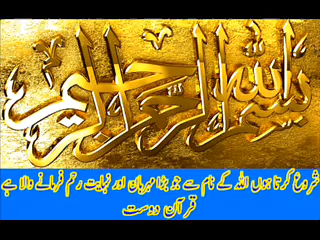 بسم الله الرحمن الرحيم
شروع کرتا ہوں اللہ کے نام سے جو بڑا مہربان اور نہایت رحم فرمانے والا ہے
قرآن دوست